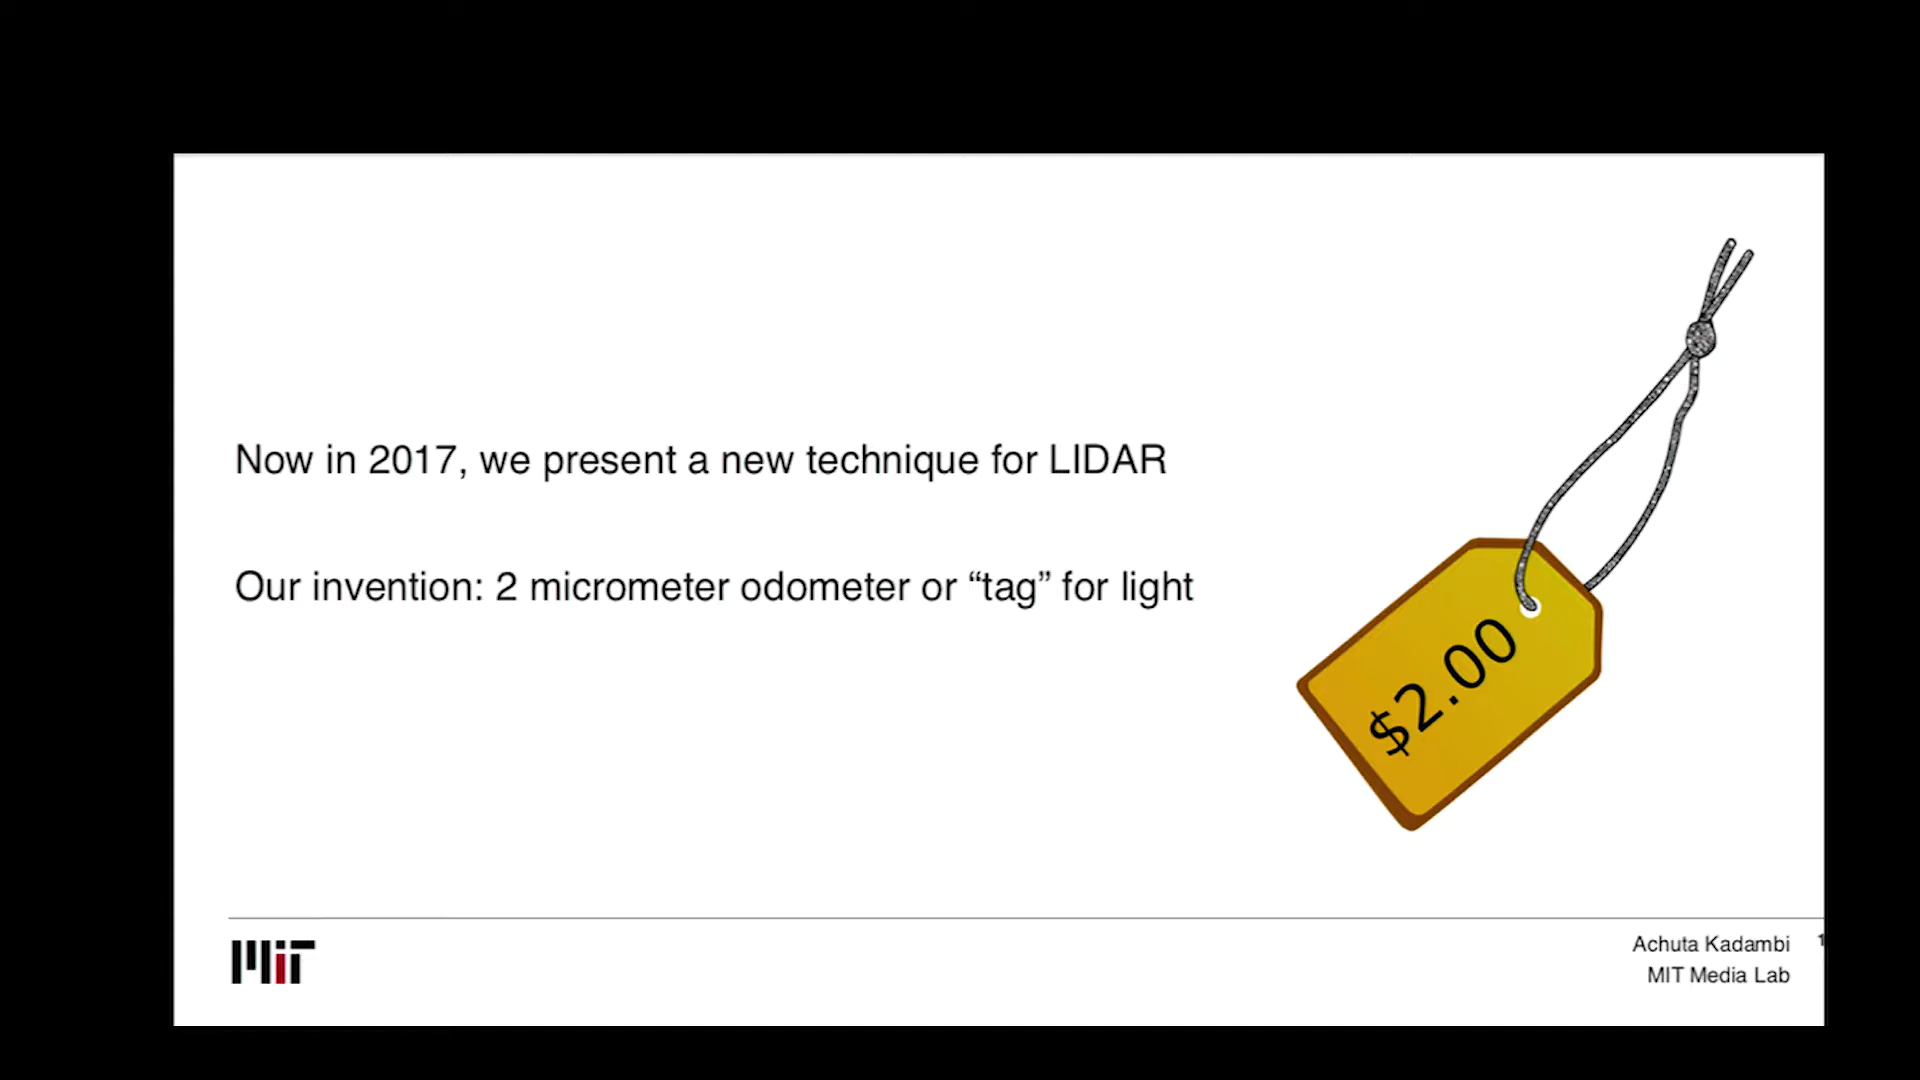 Now in 2017, we present a new technique for LIDAR
Our invention: 2 micrometer odometer or “tag” for light
$2.00
MIT
Achuta Kadambi
MIT Media Lab